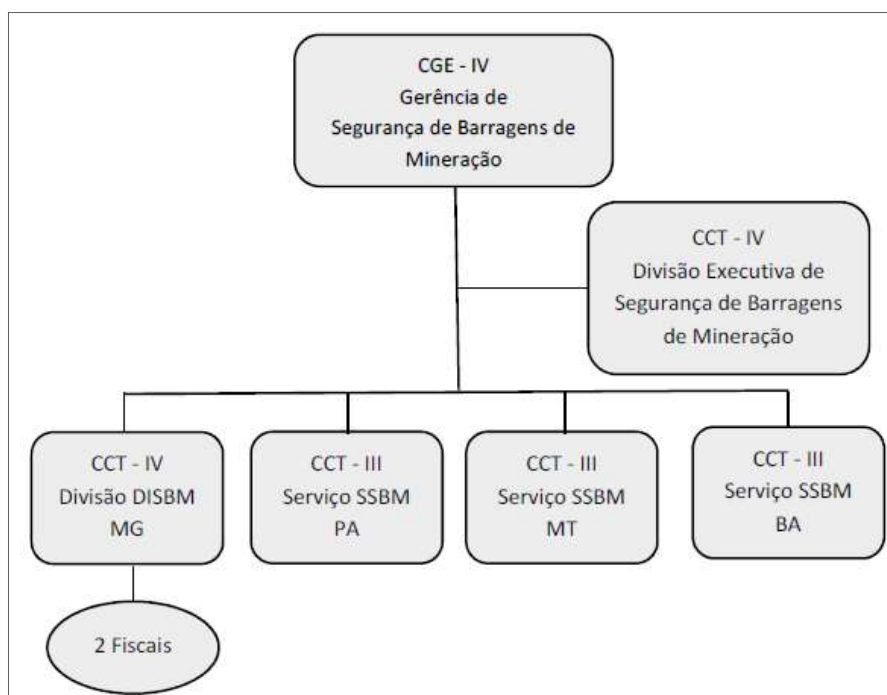 CGE - IV
Gerência de
Segurança de Barragens de
Mineração
CCT - IV
Divisão Executiva de
Segurança de Barragens
de Mineração
CCT - IV
Divisão DISBM
MG
CCT - III
Serviço SSBM
PA
CCT - III
Serviço SSBM
MT
CCT - III
Serviço SSBM
BA
2 Fiscais